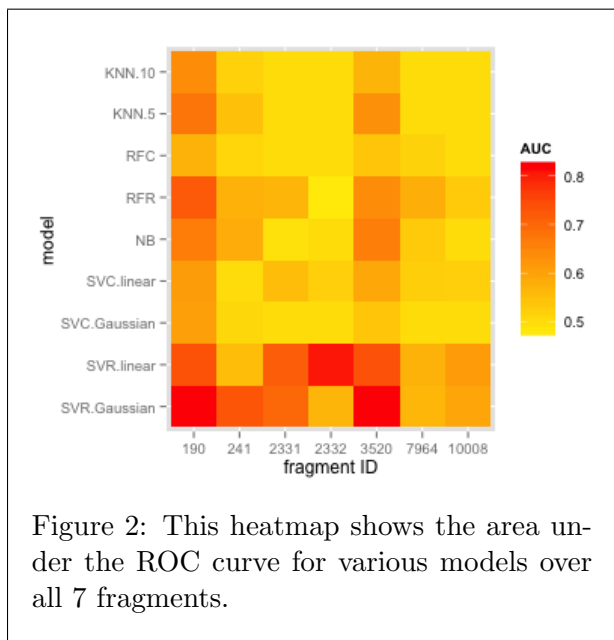 KNN.10
KNN.5
RFC
RFR
NB
SVC.linear
SVC.Gaussian
SVR.linear
SVR.Gaussian
model
190 241 2331 2332 3520 7964 10008
fragment ID
AUC
0.8
0.7
0.6
0.5
Figure 2: This heatmap shows the area un-
der the ROC curve for various models over
all 7 fragments.